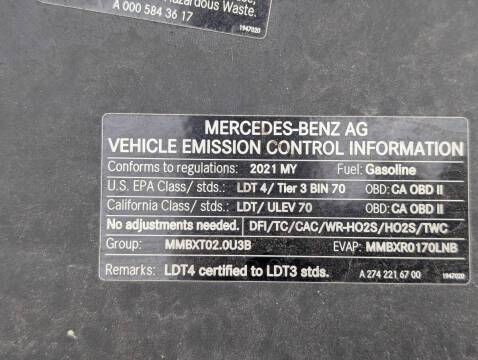 Hazardous Waste.
A 000 584 36 17
1947020
MERCEDES-BENZ AG
VEHICLE EMISSION CONTROL INFORMATION
Conforms to regulations: 2021 MY Fuel: Gasoline
U.S. EPA Class/ stds.: LDT 4/ Tier 3 BIN 70 OBD: CA OBD II
California Class/ stds.: LDT/ ULEV 70 OBD: CA OBD II
No adjustments needed. DFI/TC/CAC/WR-HO2S/HO2S/TWC
Group: MMBXT02.0U3B EVAP: MMBXR0170LNB
Remarks: LDT4 certified to LDT3 stds. A 274 221 67 00 1947020